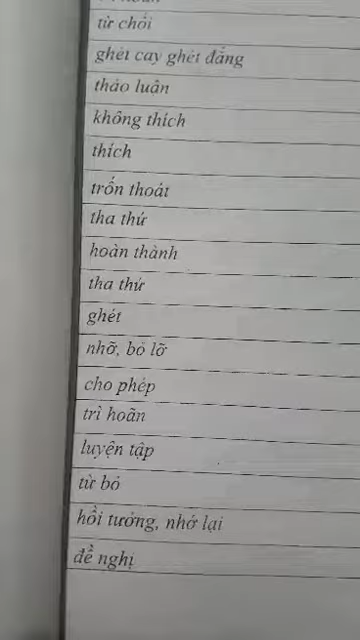 từ chối
ghét cay ghét đắng
thảo luận
không thích
thích
trốn thoát
tha thứ
hoàn thành
tha thứ
ghét
nhỡ, bỏ lỡ
cho phép
trì hoãn
luyện tập
từ bỏ
hồi tưởng, nhớ lại
đề nghị